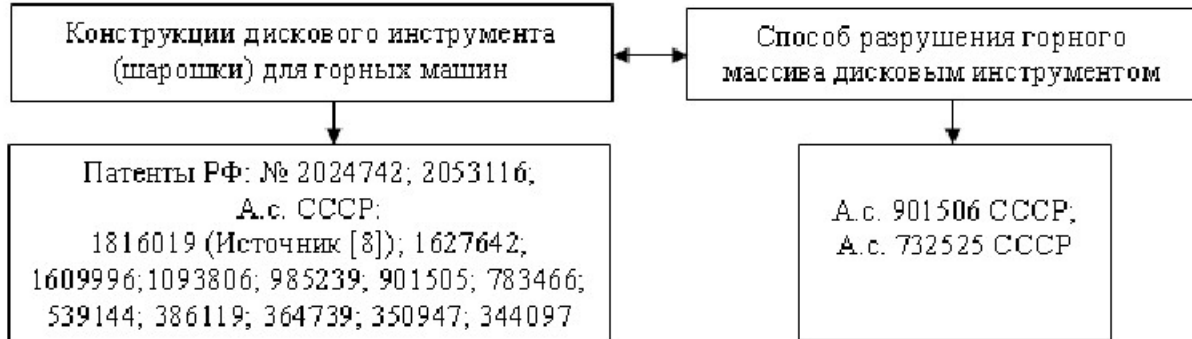 Конструкции дискового инструмента
(шарошки) для горных машин
Способ разрушения горного
массива дисковым инструментом
Патенты РФ: № 2024742; 2053116;
А.с. СССР:
1816019 (Источник [8]); 1627642;
1609996;1093806; 985239; 901505; 783466;
539144; 386119; 364739; 350947; 344097
А.с. 901506 СССР;
А.с. 732525 СССР